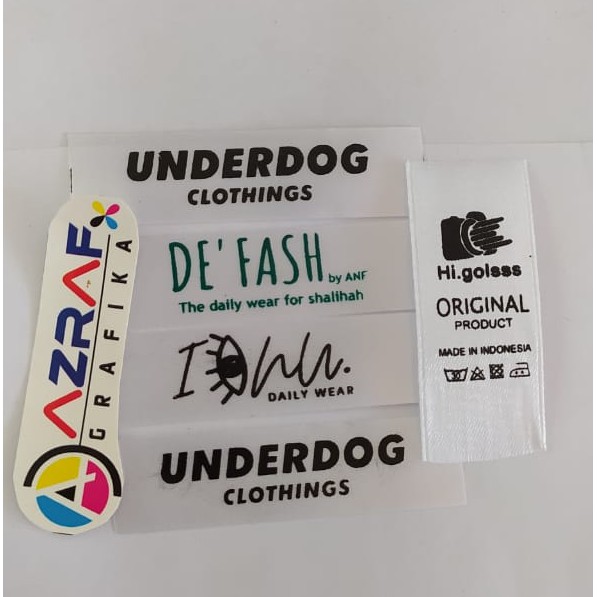 UNDERDOG
CLOTHINGS
DE'FASH
by ANF
The daily wear for shalihah
DAILY WEAR
UNDERDOG
CLOTHINGS
AZRAF
GRAFIKA
Hi.golsss
ORIGINAL
PRODUCT
MADE IN INDONESIA